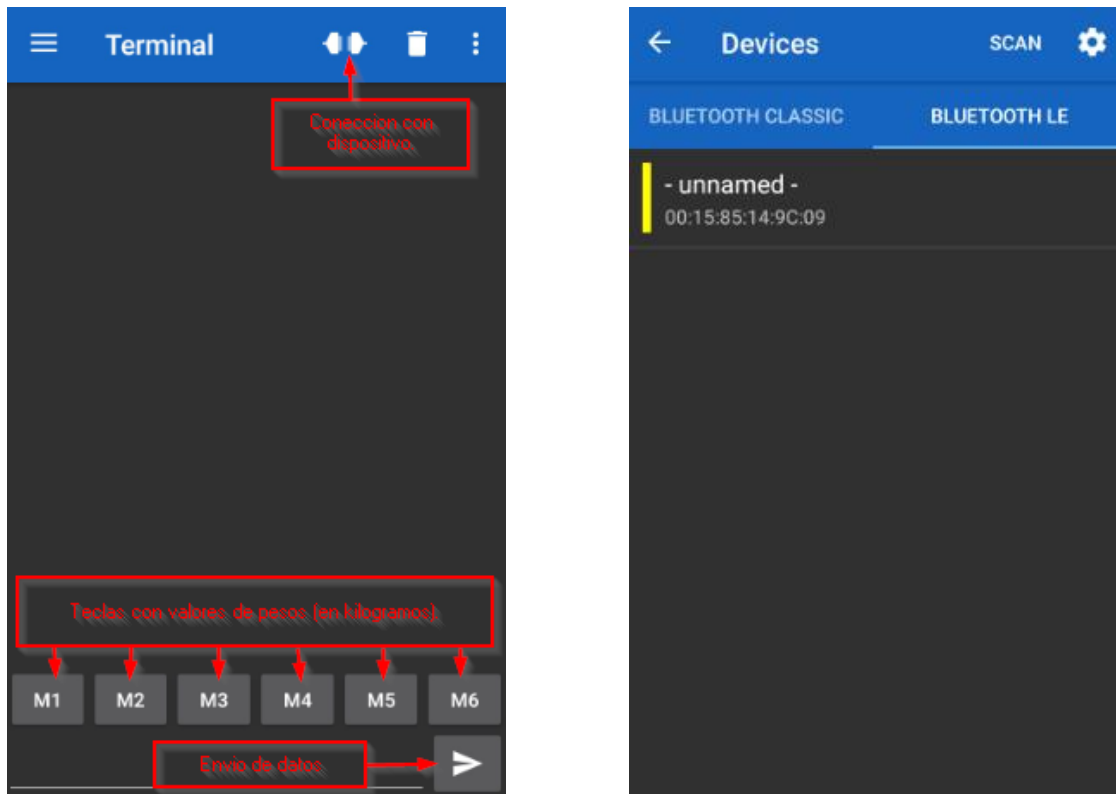 Terminal
Coneccion con
dispositivo.
Teclas con valores de pesos (en kilogramos).
M1 M2 M3 M4 M5 M6
Envio de datos.
Devices SCAN
BLUETOOTH CLASSIC BLUETOOTH LE
- unnamed -
00:15:85:14:9C:09